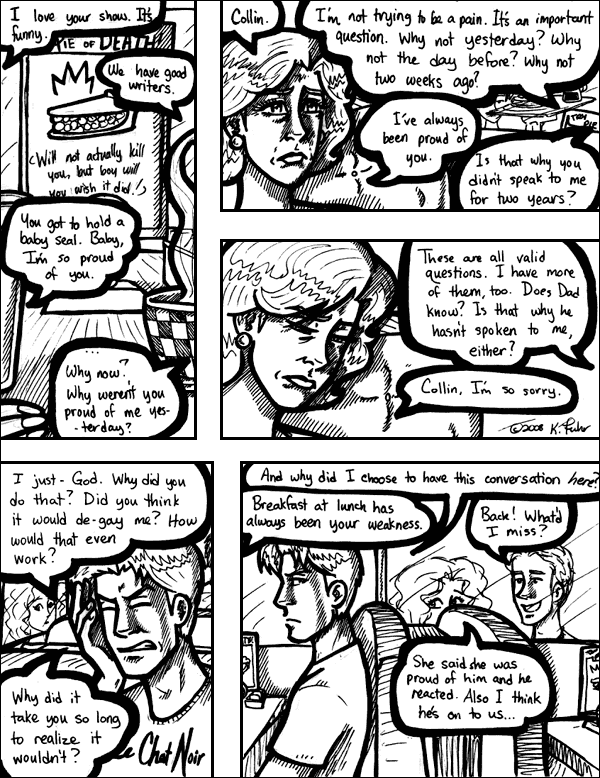 I love your show. It's
funny.
PIE OF DEATH
We have good
writers.
(Will not actually kill
you, but boy will
you wish it did!)
You got to hold a
baby seal. Baby,
I'm so proud
of you.
...
Why now?
Why weren't you
proud of me yes-
terday?
Collin.
I'm not trying to be a pain. It's an important
question. Why not yesterday? Why
not the day before? Why not
two weeks ago?
I've always
been proud of
you.
Is that why you
didn't speak to me
for two years?
These are all valid
questions. I have more
of them, too. Does Dad
know? Is that why he
hasn't spoken to me,
either?
Collin, I'm so sorry.
©2008 K. Fuhr
I just- God. Why did you
do that? Did you think
it would de-gay me? How
would that even
work?
Why did it
take you so long
to realize it
wouldn't?
Le Chat Noir
And why did I choose to have this conversation here?
Breakfast at lunch has
always been your weakness.
Back! What'd
I miss?
She said she was
proud of him and he
reacted. Also I think
he's on to us...